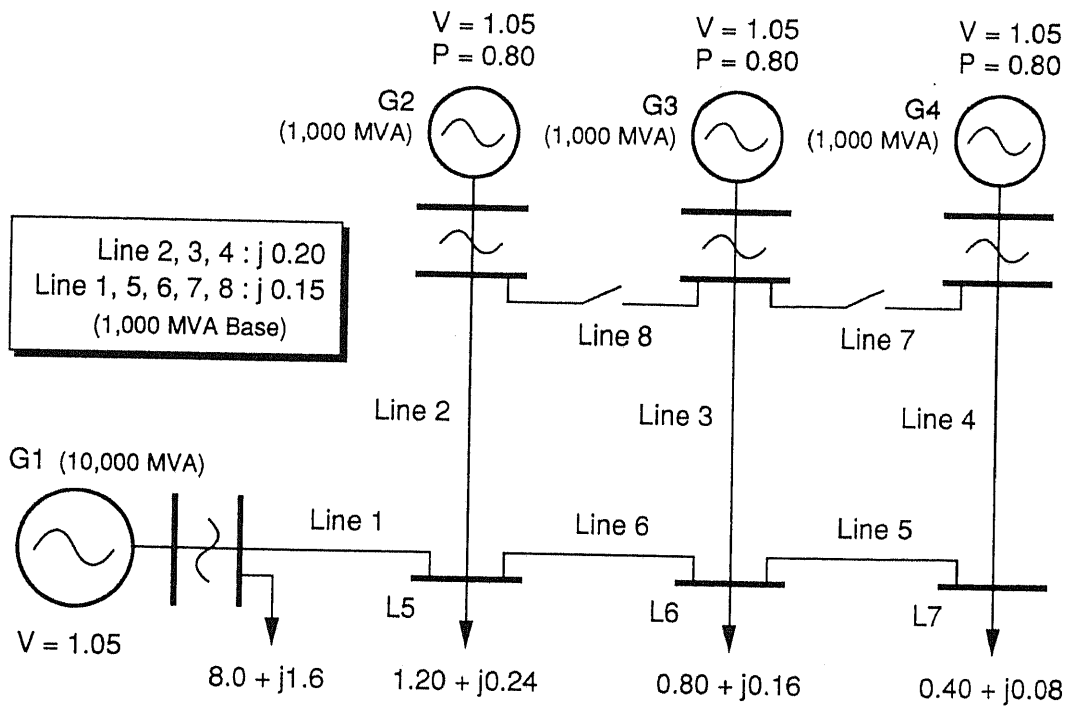 V = 1.05
P = 0.80
V = 1.05
P = 0.80
V = 1.05
P = 0.80
G2
(1,000 MVA)
G3
(1,000 MVA)
G4
(1,000 MVA)
Line 2, 3, 4 : j 0.20
Line 1, 5, 6, 7, 8 : j 0.15
(1,000 MVA Base)
Line 8
Line 7
Line 2
Line 3
Line 4
G1 (10,000 MVA)
Line 1
Line 6
Line 5
L5
L6
L7
V = 1.05
8.0 + j1.6
1.20 + j0.24
0.80 + j0.16
0.40 + j0.08